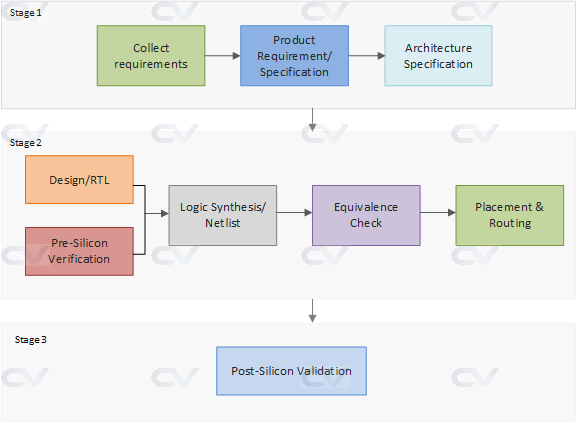 Stage 1
Collect
requirements
Product
Requirement/
Specification
Architecture
Specification
Stage 2
Design/RTL
Pre-Silicon
Verification
Logic Synthesis/
Netlist
Equivalence
Check
Placement &
Routing
Stage 3
Post-Silicon Validation